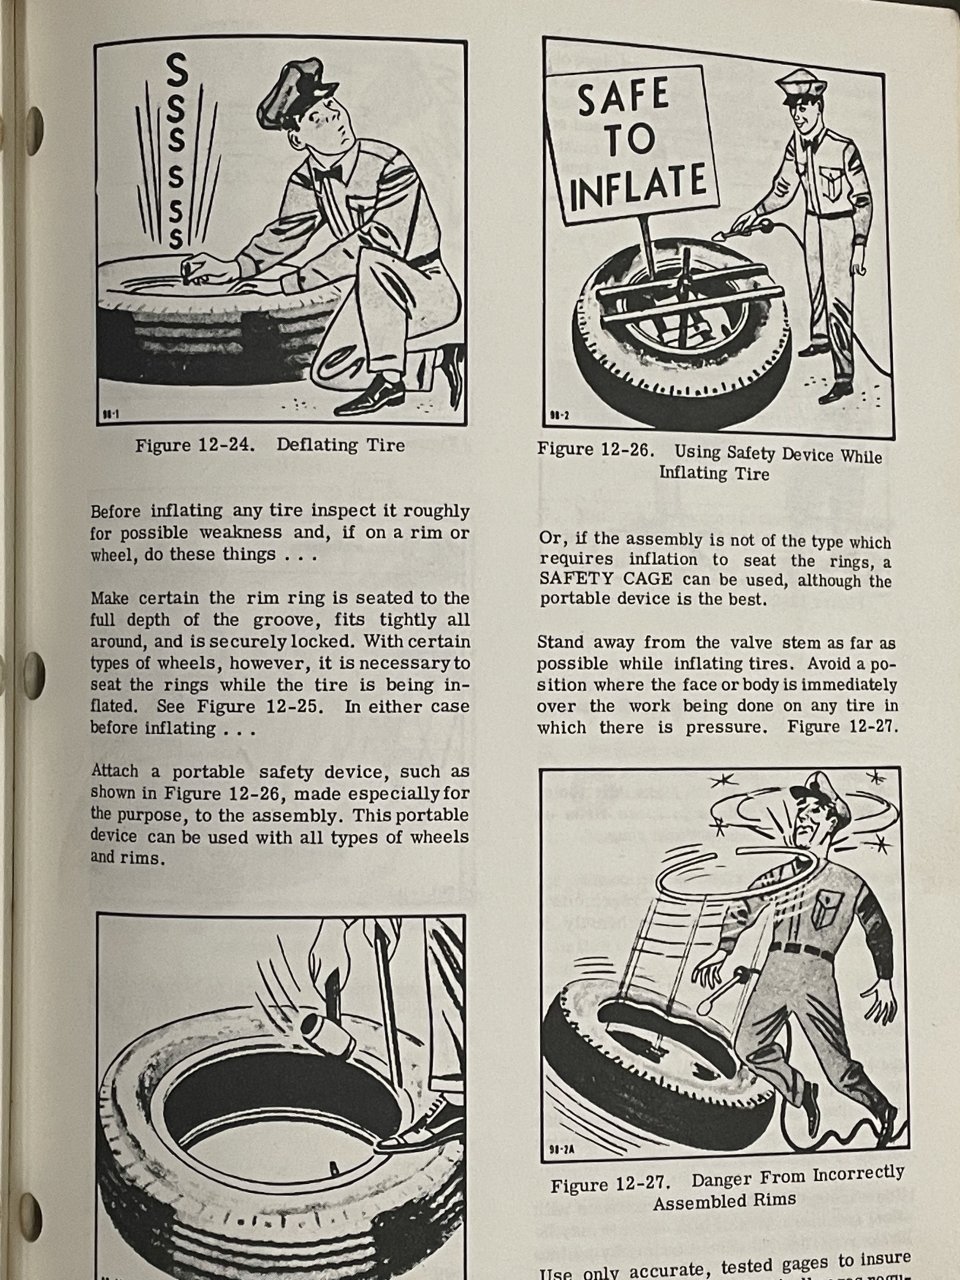 S
S
S
S
S
S
98-1
Figure 12-24. Deflating Tire
Before inflating any tire inspect it roughly
for possible weakness and, if on a rim or
wheel, do these things . . .
Make certain the rim ring is seated to the
full depth of the groove, fits tightly all
around, and is securely locked. With certain
types of wheels, however, it is necessary to
seat the rings while the tire is being in-
flated. See Figure 12-25. In either case
before inflating . . .
Attach a portable safety device, such as
shown in Figure 12-26, made especially for
the purpose, to the assembly. This portable
device can be used with all types of wheels
and rims.
SAFE
TO
INFLATE
98-2
Figure 12-26. Using Safety Device While
Inflating Tire
Or, if the assembly is not of the type which
requires inflation to seat the rings, a
SAFETY CAGE can be used, although the
portable device is the best.
Stand away from the valve stem as far as
possible while inflating tires. Avoid a po-
sition where the face or body is immediately
over the work being done on any tire in
which there is pressure. Figure 12-27.
98-2A
Figure 12-27. Danger From Incorrectly
Assembled Rims
Use only accurate, tested gages to insure